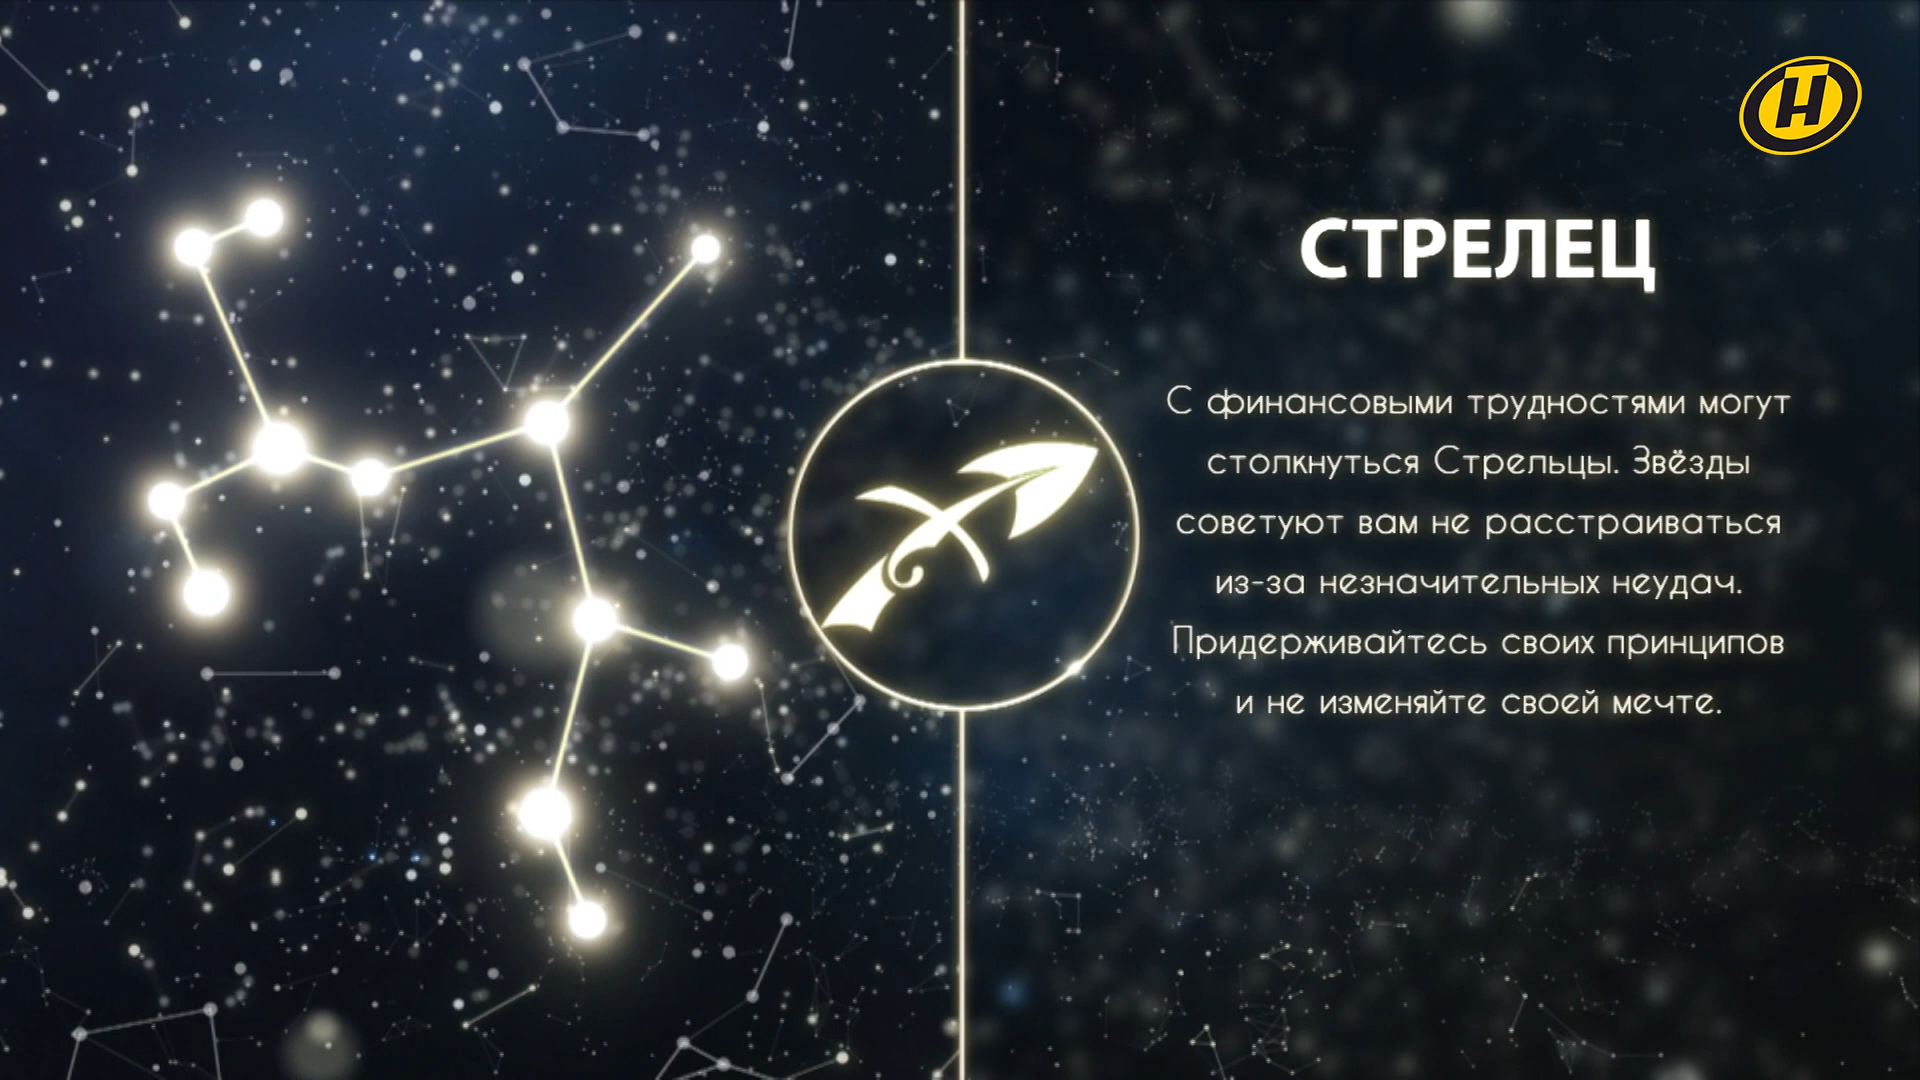 СТРЕЛЕЦ
С финансовыми трудностями могут
столкнуться Стрельцы. Звёзды
советуют вам не расстраиваться
из-за незначительных неудач.
Придерживайтесь своих принципов
и не изменяйте своей мечте.